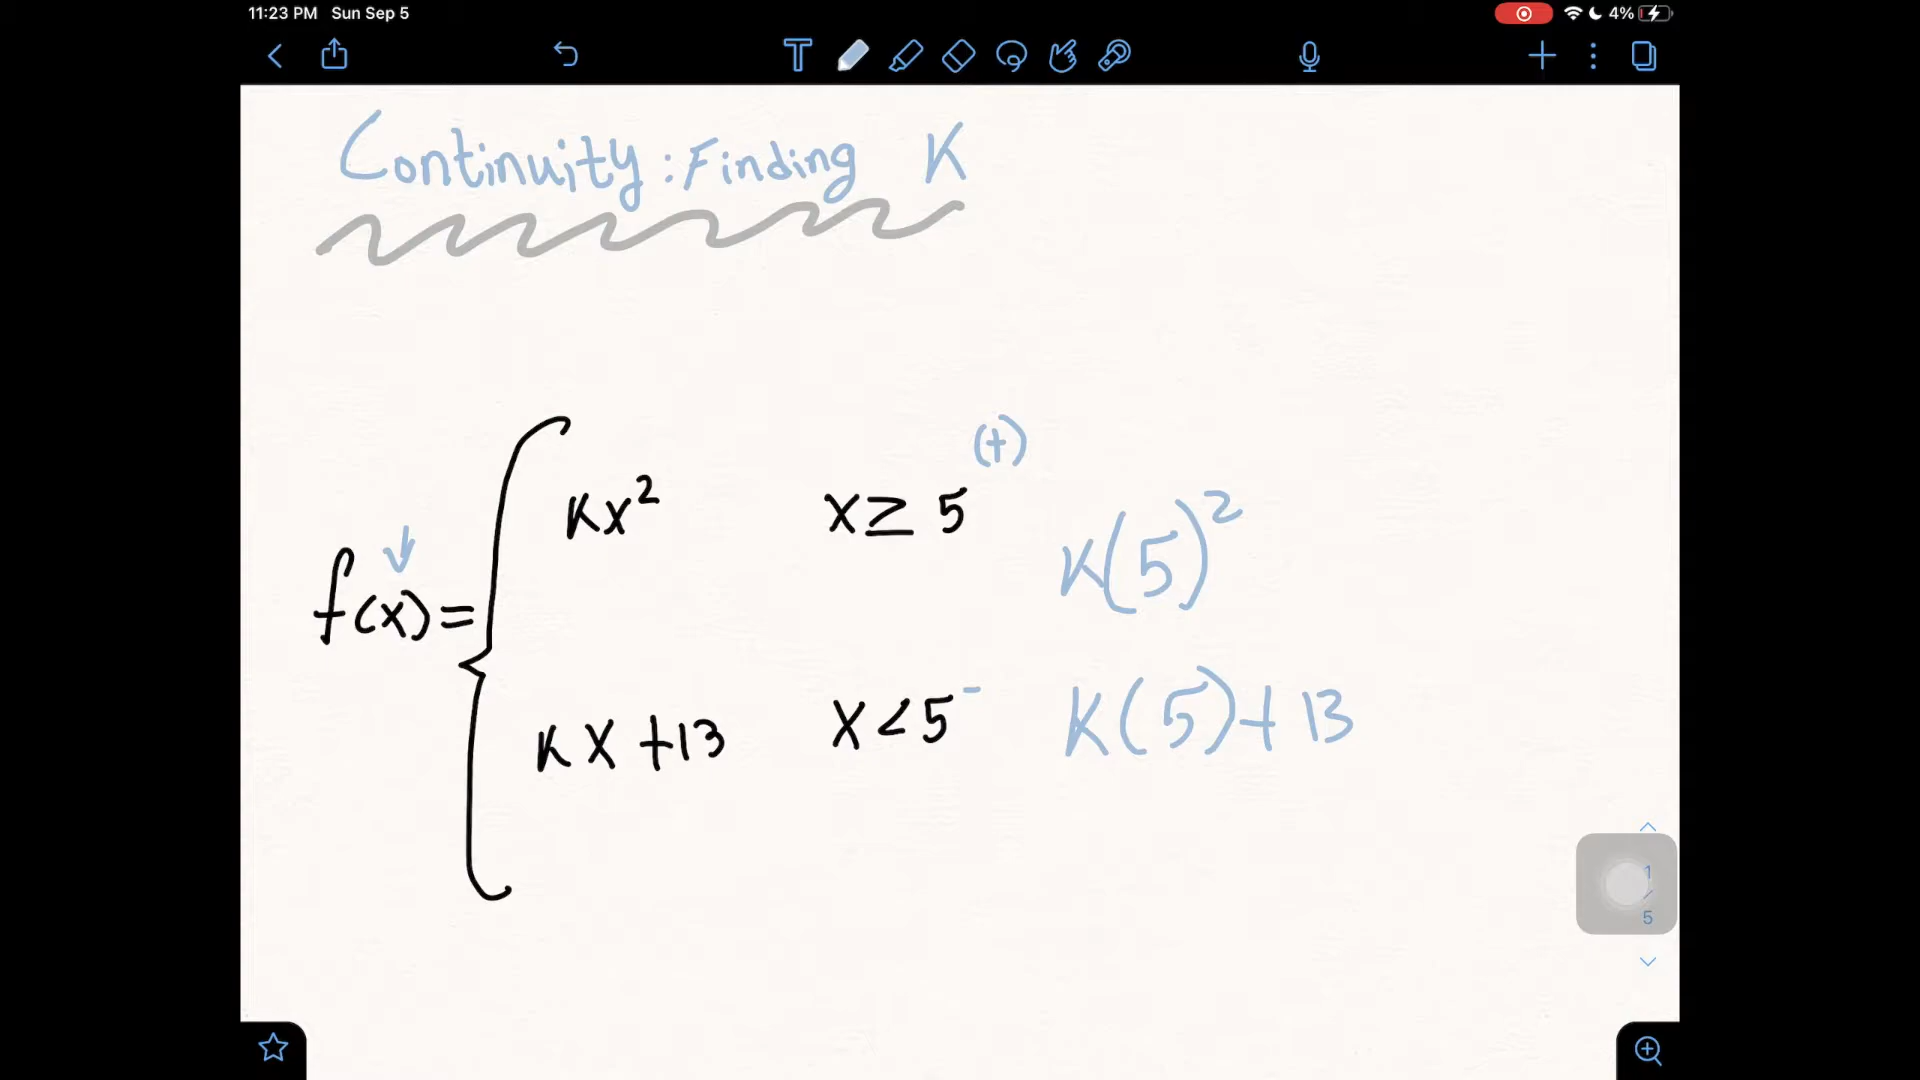 11:23 PM Sun Sep 5 4%
T
Continuity: Finding K
(+)
Kx² x ≥ 5 K(5)²
f(x) =
Kx + 13 x < 5⁻ K(5) + 13
1
/
5